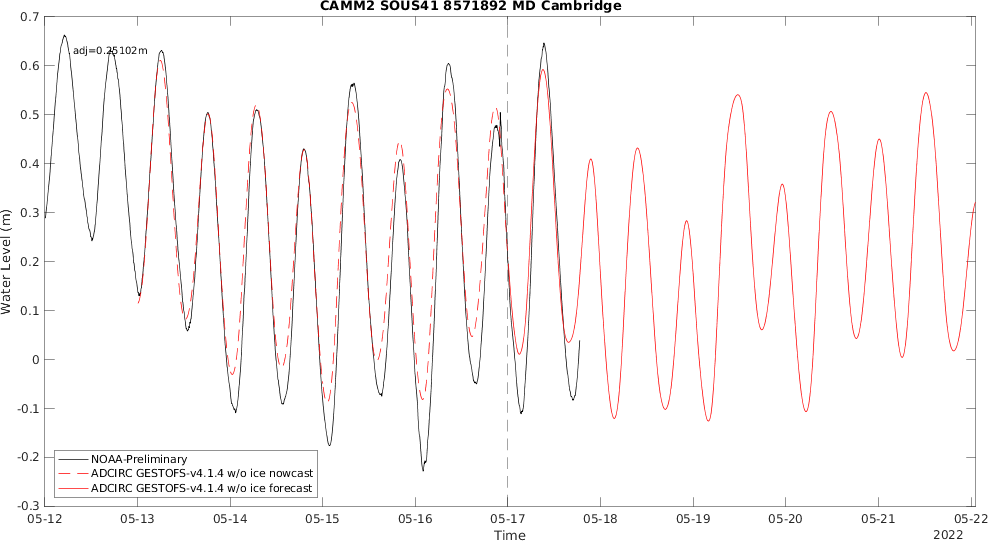 CAMM2 SOUS41 8571892 MD Cambridge
adj=0.25102m
0.7
0.6
0.5
0.4
0.3
0.2
0.1
0
-0.1
-0.2
-0.3
Water Level (m)
NOAA-Preliminary
ADCIRC GESTOFS-v4.1.4 w/o ice nowcast
ADCIRC GESTOFS-v4.1.4 w/o ice forecast
05-12 05-13 05-14 05-15 05-16 05-17 05-18 05-19 05-20 05-21 05-22
Time
2022